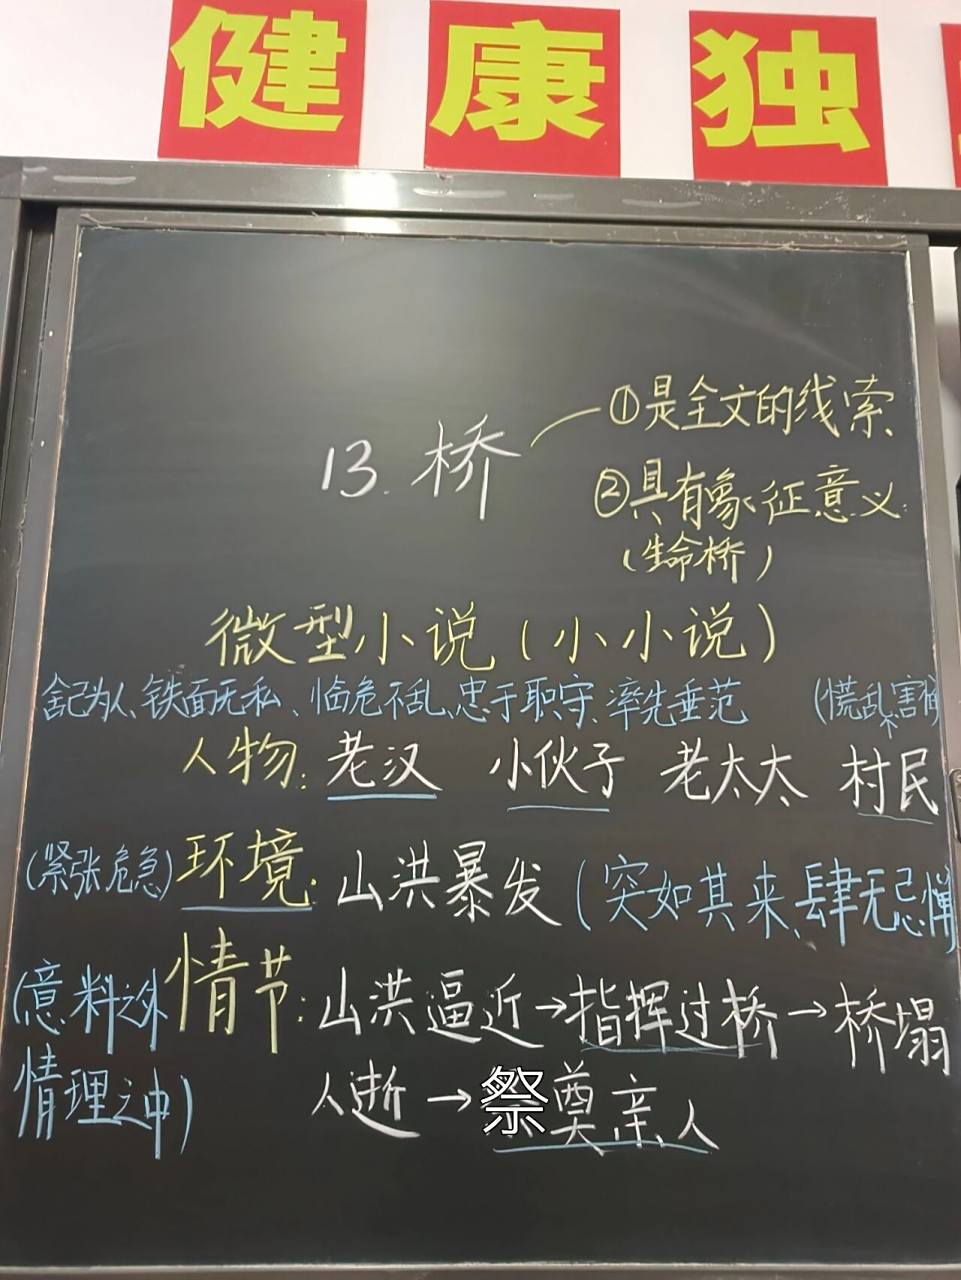 健康独
13.桥
①是全文的线索
②具有象征意义
(生命桥)
微型小说(小小说)
舍己为人、铁面无私、临危不乱、忠于职守、率先垂范 (慌乱、害怕
人物:老汉 小伙子 老太太 村民
(紧张危急)环境:山洪暴发(突如其来、肆无忌惮
(意料之外 情节:山洪逼近→指挥过桥→桥塌
情理之中) 人逝→祭奠亲人